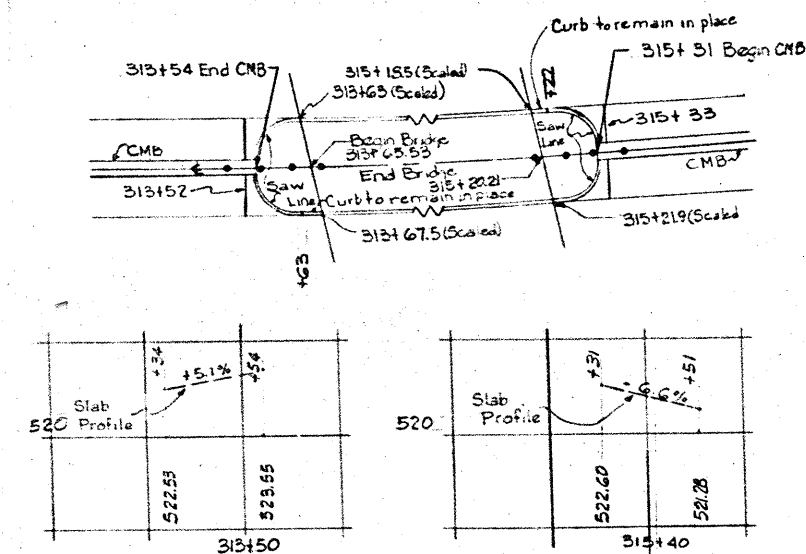 Curb to remain in place
313+54 End CMB
315+18.5 (Scaled)
313+63 (Scaled)
+22
315+31 Begin CMB
315+33
CMB
Begin Bridge
313+65.53
Saw
Line
End Bridge
315+20.21
CMB
313+52
Saw
Line
Curb to remain in place
313+67.5 (Scaled)
315+21.9 (Scaled
+63
+34
+5.1%
+54
Slab
Profile
520
522.53
523.55
313+50
+31
+51
- 6.6%
Slab
Profile
520
522.60
521.28
315+40